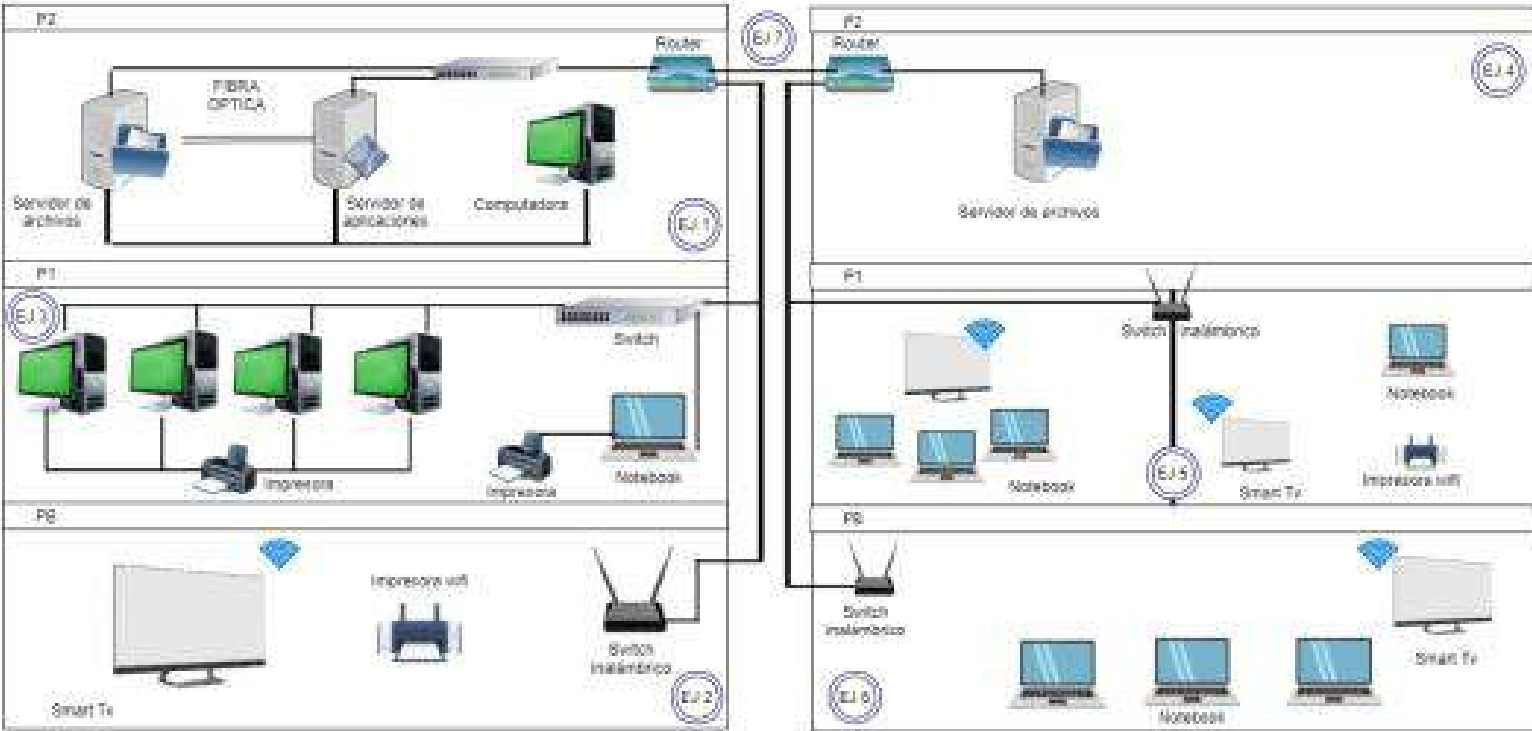 P2
Router
EJ 7
FIBRA
OPTICA
Servidor de
archivos
Servidor de
aplicaciones
Computadora
EJ 1
P2
Router
EJ 4
Servidor de archivos
P1
EJ 3
Switch
Impresora
Impresora
Notebook
P1
Switch Inalámbrico
Notebook
Notebook
EJ 5
Smart Tv
Impresora wifi
PB
Impresora wifi
Smart Tv
Switch
Inalámbrico
EJ 2
PB
Switch
Inalámbrico
EJ 6
Notebook
Smart Tv